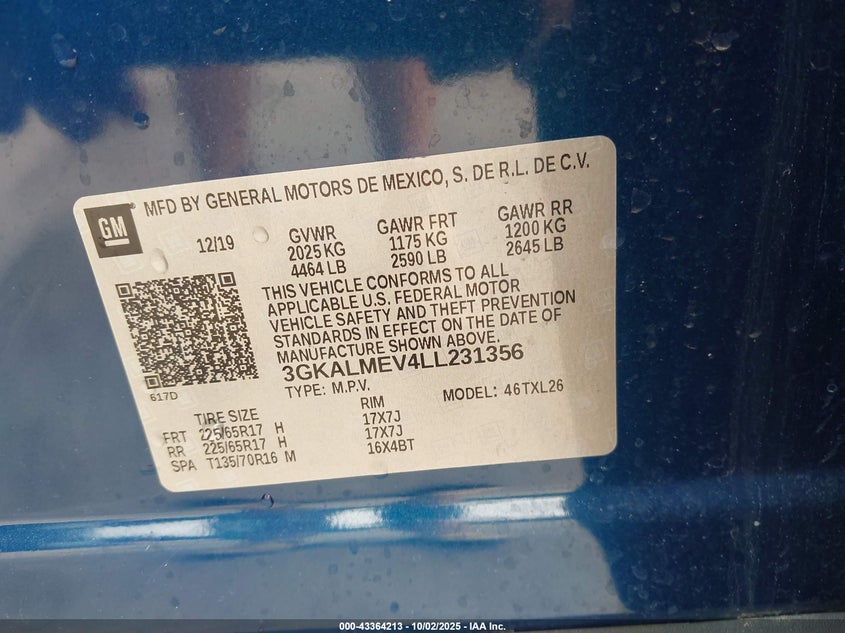 GM
MFD BY GENERAL MOTORS DE MEXICO, S. DE R.L. DE C.V.
12/19 GVWR GAWR FRT GAWR RR
2025 KG 1175 KG 1200 KG
4464 LB 2590 LB 2645 LB
THIS VEHICLE CONFORMS TO ALL
APPLICABLE U.S. FEDERAL MOTOR
VEHICLE SAFETY AND THEFT PREVENTION
STANDARDS IN EFFECT ON THE DATE OF
MANUFACTURE SHOWN ABOVE.
3GKALMEV4LL231356
617D
TYPE: M.P.V. MODEL: 46TXL26
TIRE SIZE RIM
FRT 225/65R17 H 17X7J
RR 225/65R17 H 17X7J
SPA T135/70R16 M 16X4BT
000-43364213 - 10/02/2025 - IAA Inc.